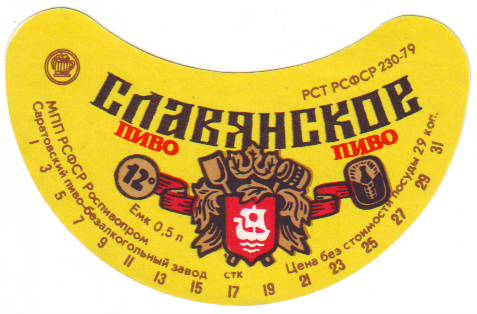 РСТ РСФСР 230-79
СЛАВЯНСКОЕ
ПИВО
ПИВО
12°
Емк 0,5 л
МПП РСФСР Роспивопром
Саратовский пиво-безалкогольный завод
стк
Цена без стоимости посуды 29 коп.
1 3 5 7 9 11 13 15 17 19 21 23 25 27 29 31